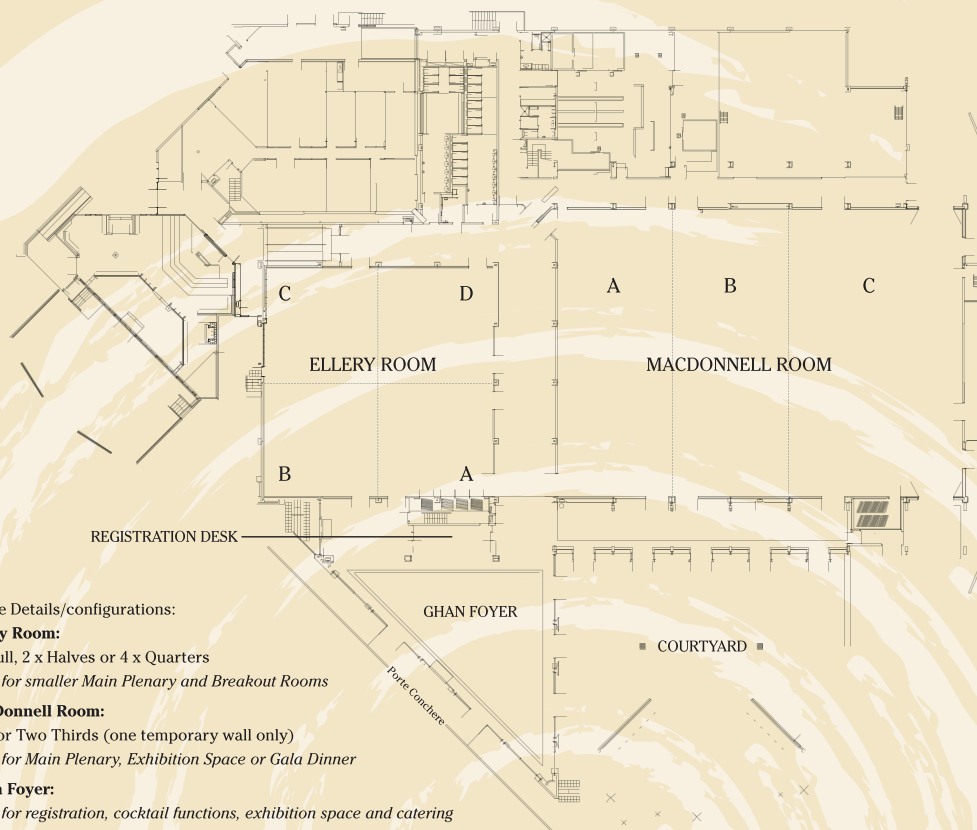 A
B
C
C
D
ELLERY ROOM
MACDONNELL ROOM
B
A
REGISTRATION DESK
GHAN FOYER
COURTYARD
Porte Conchere
e Details/configurations:
y Room:
ull, 2 x Halves or 4 x Quarters
for smaller Main Plenary and Breakout Rooms
Donnell Room:
or Two Thirds (one temporary wall only)
for Main Plenary, Exhibition Space or Gala Dinner
n Foyer:
for registration, cocktail functions, exhibition space and catering